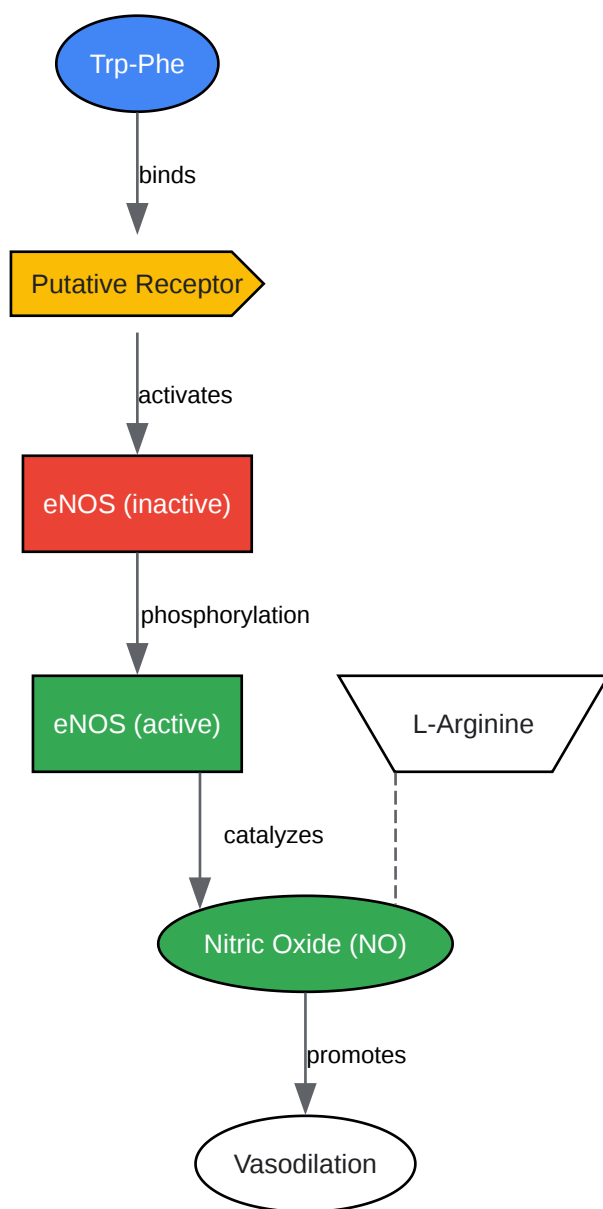 Trp-Phe
binds
Putative Receptor
activates
eNOS (inactive)
phosphorylation
eNOS (active)
L-Arginine
catalyzes
Nitric Oxide (NO)
promotes
Vasodilation